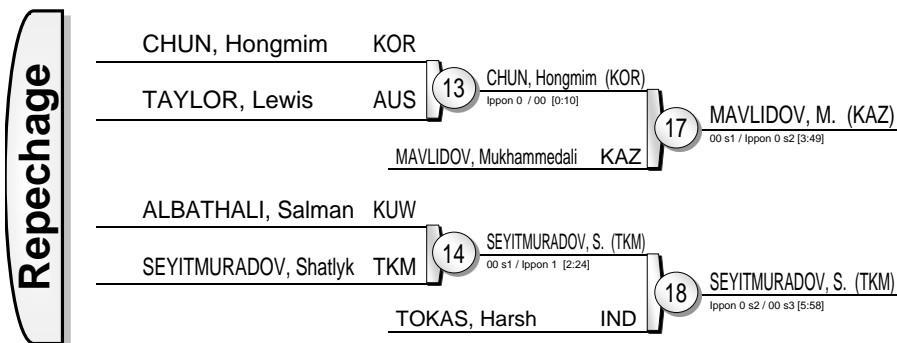 Repechage
CHUN, Hongmim KOR
TAYLOR, Lewis AUS
13
CHUN, Hongmim (KOR)
Ippon 0 / 00 [0:10]
MAVLIDOV, Mukhammedali KAZ
17
MAVLIDOV, M. (KAZ)
00 s1 / Ippon 0 s2 [3:49]
ALBATHALI, Salman KUW
SEYITMURADOV, Shatlyk TKM
14
SEYITMURADOV, S. (TKM)
00 s1 / Ippon 1 [2:24]
TOKAS, Harsh IND
18
SEYITMURADOV, S. (TKM)
Ippon 0 s2 / 00 s3 [5:58]